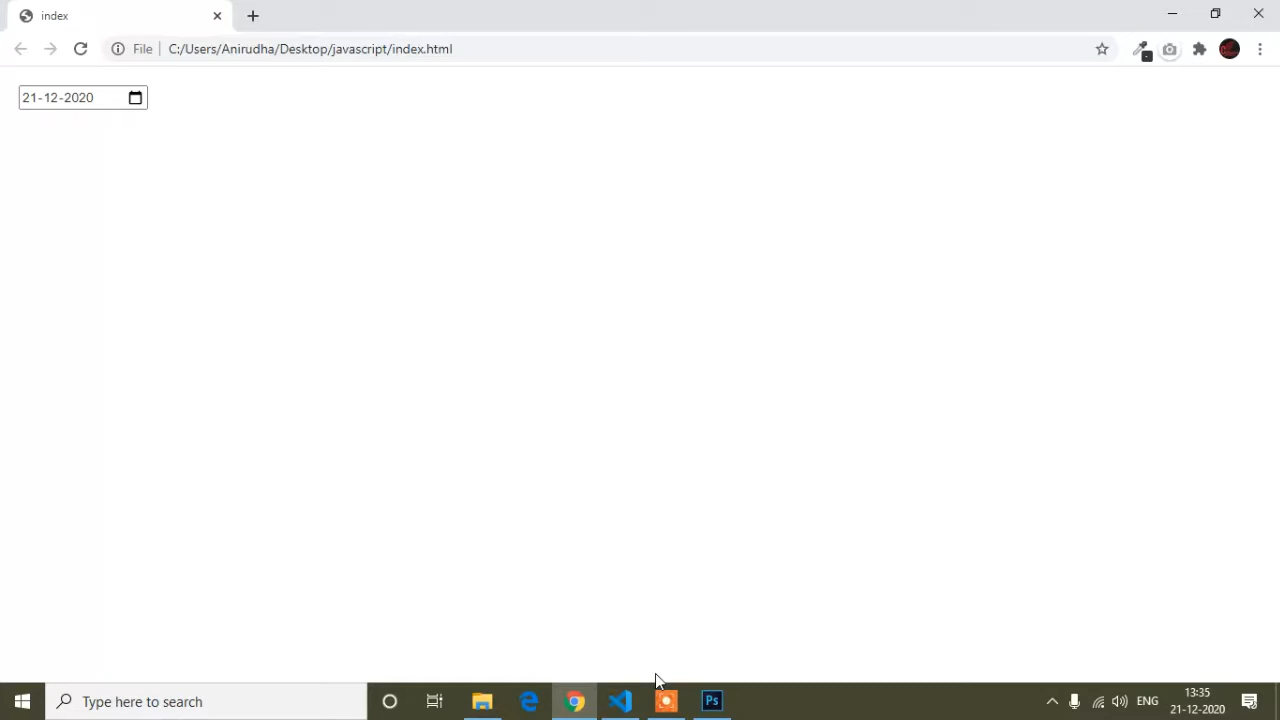 index
File
C:/Users/Anirudha/Desktop/javascript/index.html
21-12-2020
Type here to search
Ps
ENG
13:35
21-12-2020